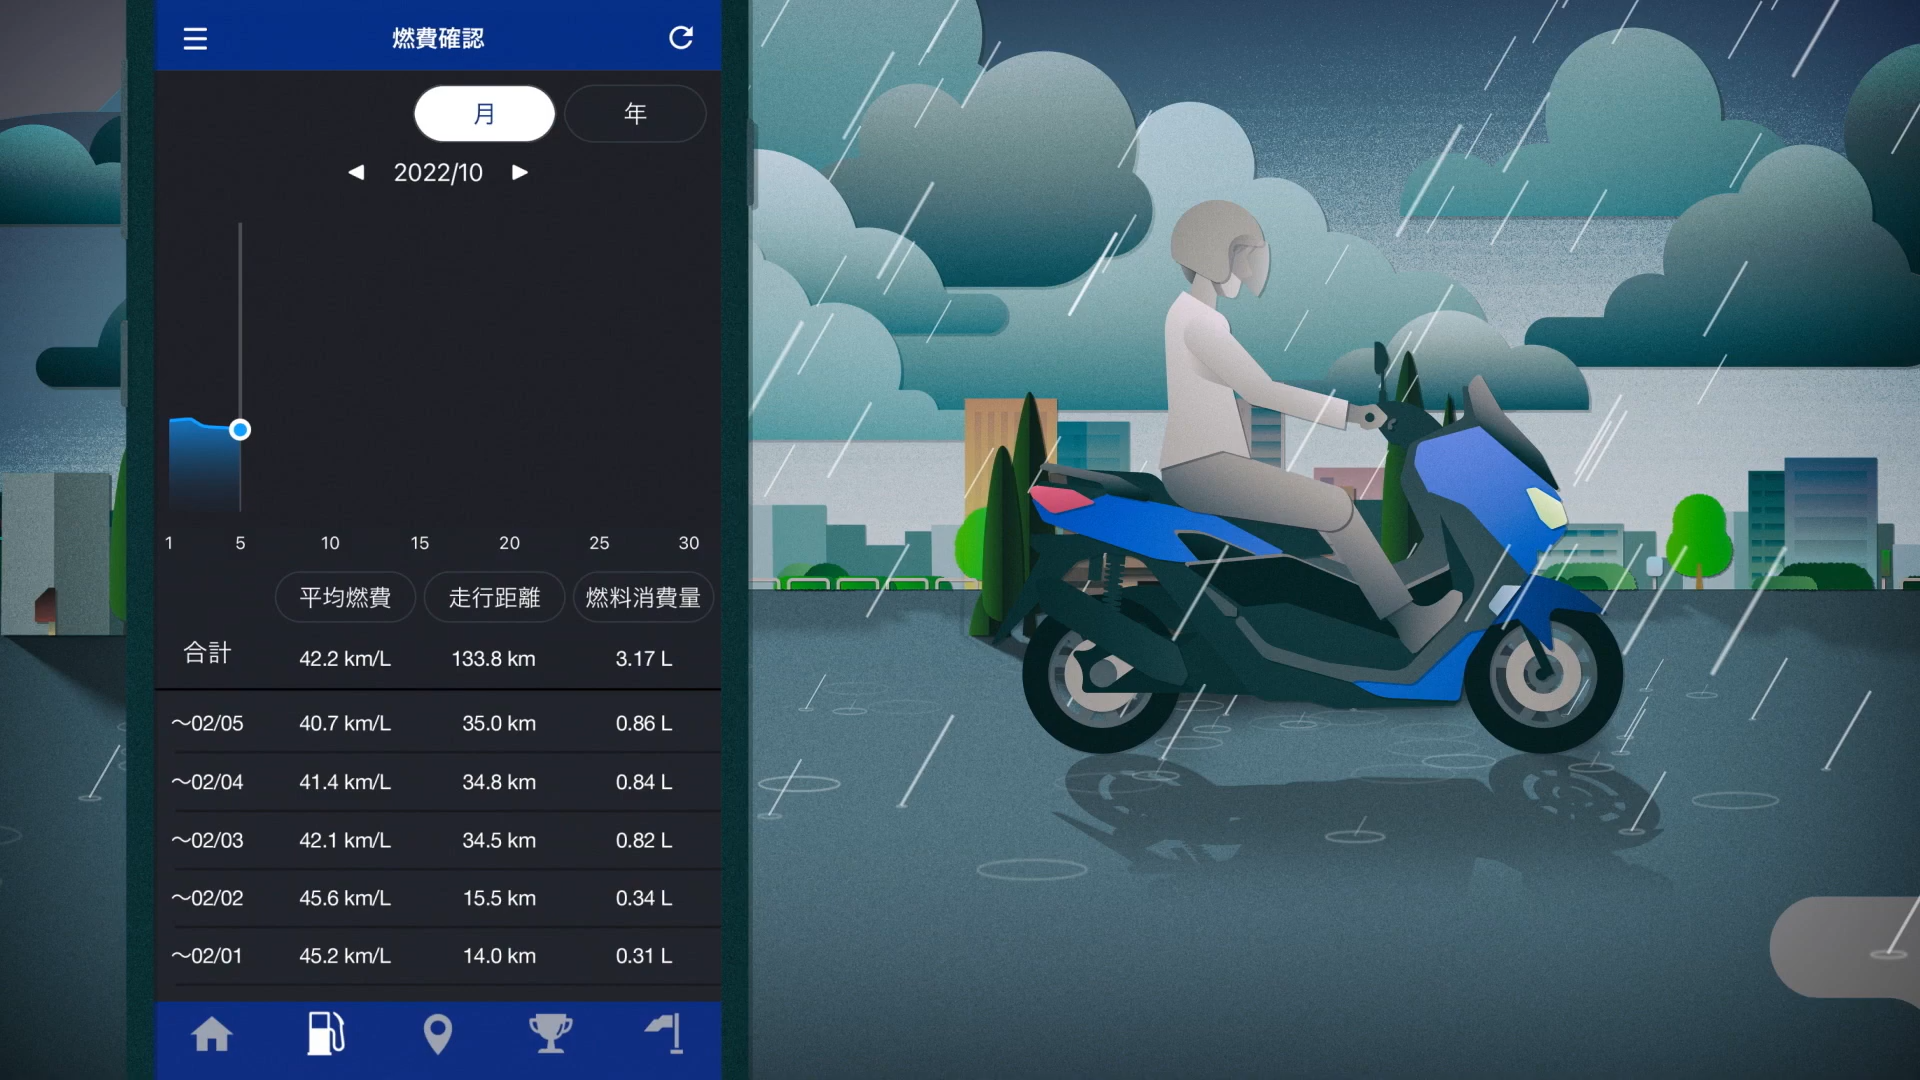 燃費確認
月 年
2022/10
1 5 10 15 20 25 30
平均燃費 走行距離 燃料消費量
合計 42.2 km/L 133.8 km 3.17 L
～02/05 40.7 km/L 35.0 km 0.86 L
～02/04 41.4 km/L 34.8 km 0.84 L
～02/03 42.1 km/L 34.5 km 0.82 L
～02/02 45.6 km/L 15.5 km 0.34 L
～02/01 45.2 km/L 14.0 km 0.31 L